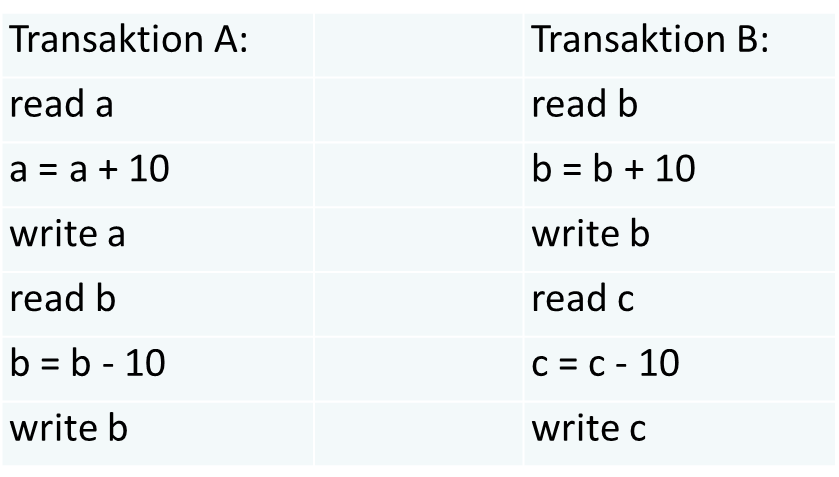 Transaktion A: Transaktion B:
read a read b
a = a + 10 b = b + 10
write a write b
read b read c
b = b - 10 c = c - 10
write b write c